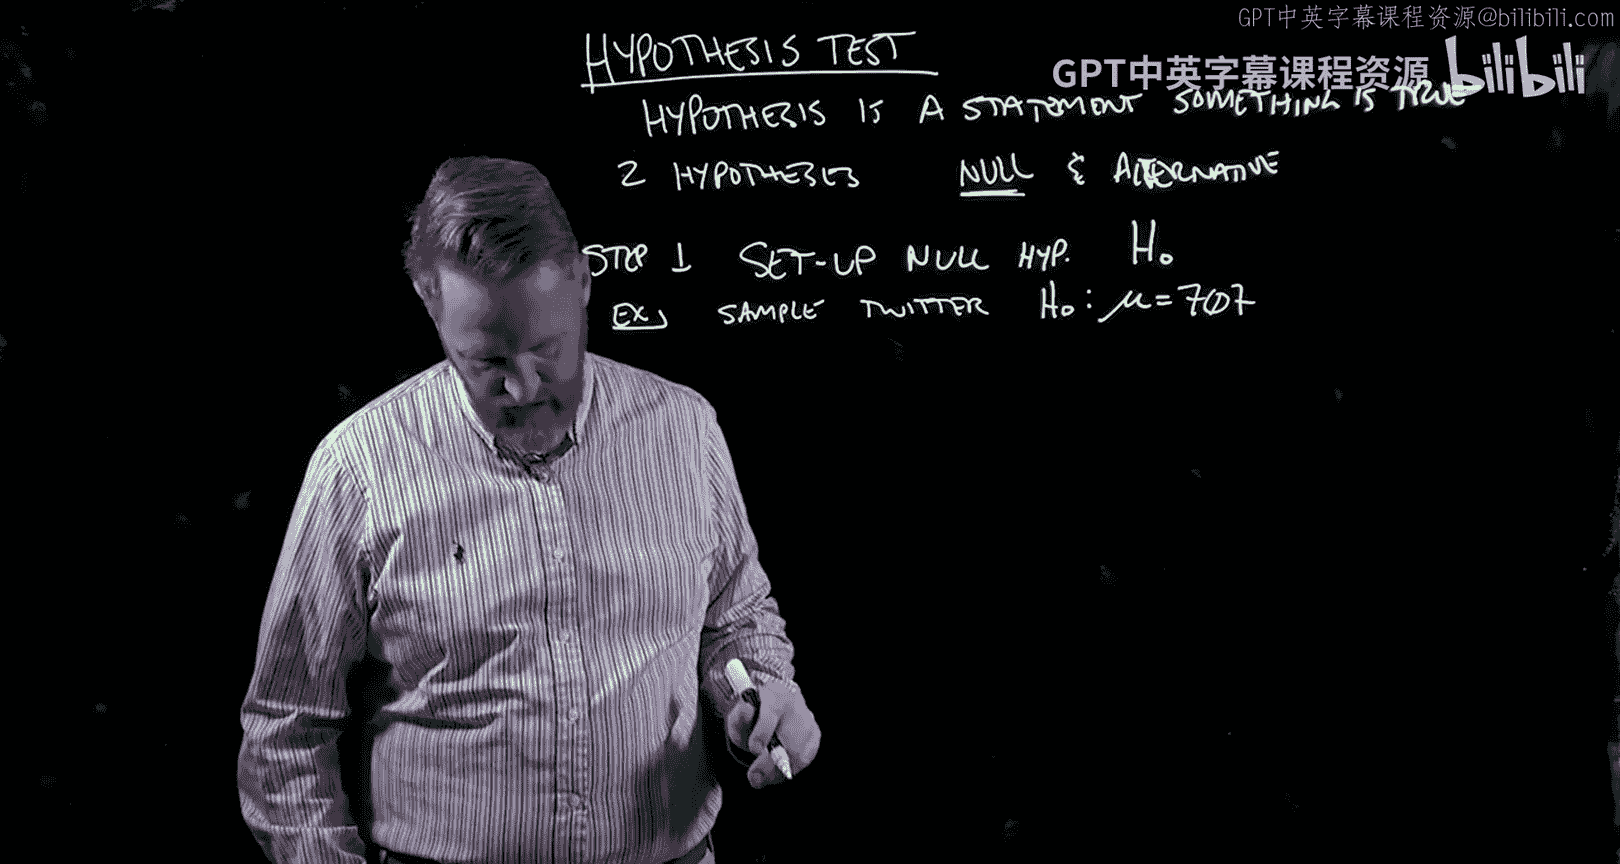 GPT中英字幕课程资源@bilibili.com
GPT中英字幕课程资源 bilibili
HYPOTHESIS TEST
HYPOTHESIS IS A STATEMENT SOMETHING IS TRUE
2 HYPOTHESES NULL & ALTERNATIVE
STEP 1 SET-UP NULL HYP. H₀
EX, SAMPLE TWITTER H₀: μ = 707